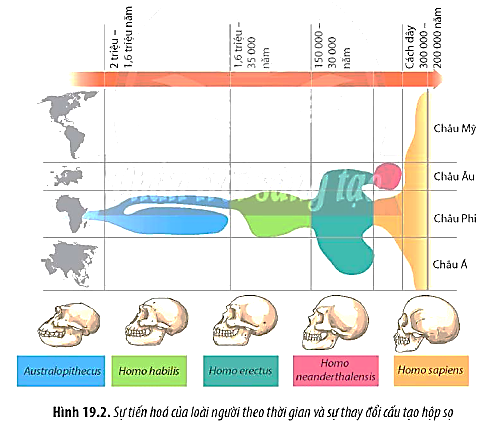 2 triệu –
1,6 triệu năm
1,6 triệu –
35 000
năm
150 000 –
30 000
năm
Cách đây
300 000 –
200 000 năm
Châu Mỹ
Châu Âu
Châu Phi
Châu Á
Australopithecus
Homo habilis
Homo erectus
Homo
neanderthalensis
Homo sapiens
Hình 19.2. Sự tiến hoá của loài người theo thời gian và sự thay đổi cấu tạo hộp sọ